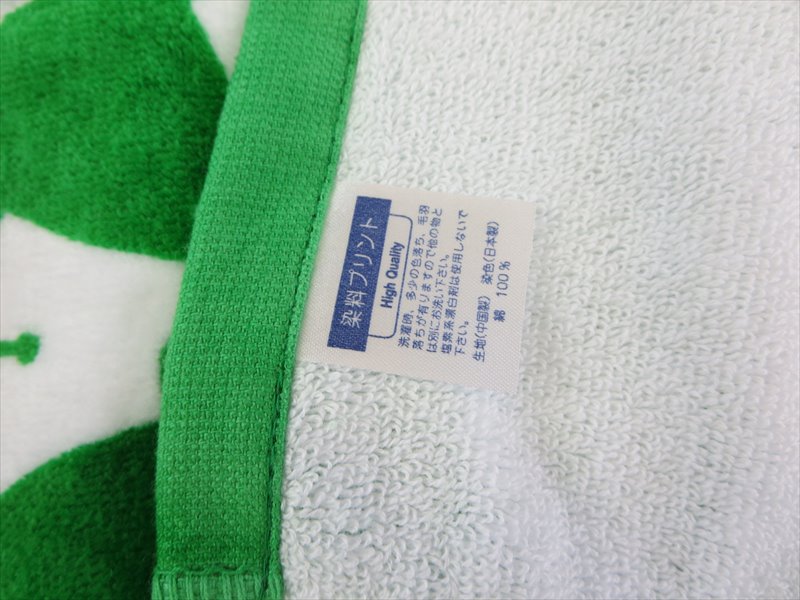 染料プリント
High Quality
洗濯時、多少の色落ち、毛羽
落ちが有りますので他の物と
は別にお洗い下さい。
塩素系漂白剤は使用しないで
下さい。
生地(中国製) 染色(日本製)
綿 100%